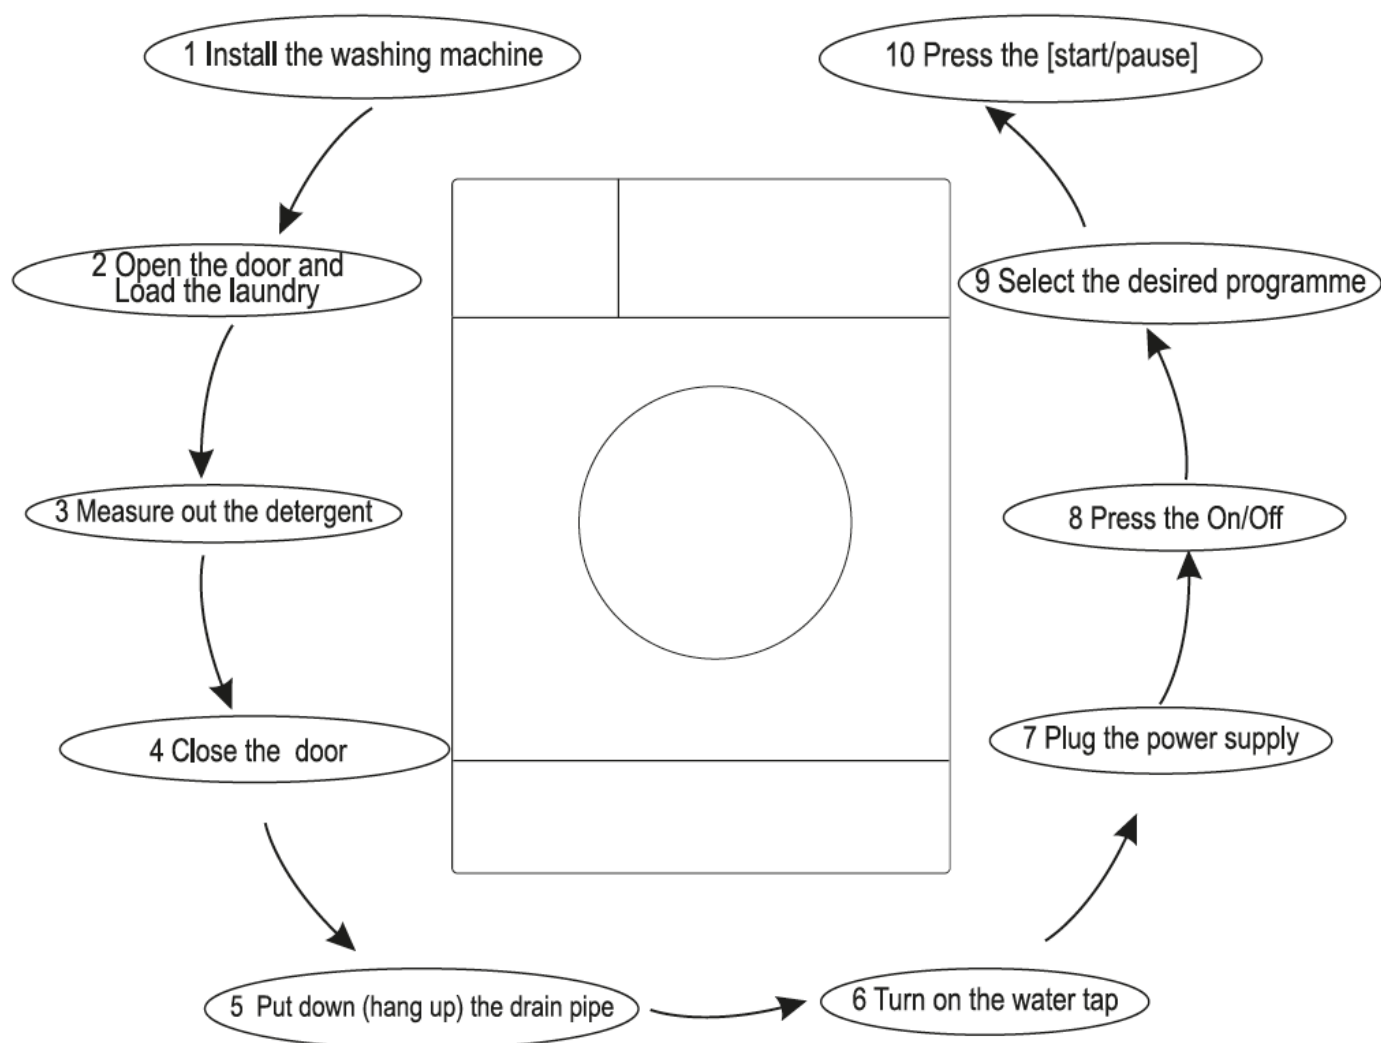 1 Install the washing machine
2 Open the door and
Load the laundry
3 Measure out the detergent
4 Close the door
5 Put down (hang up) the drain pipe
6 Turn on the water tap
7 Plug the power supply
8 Press the On/Off
9 Select the desired programme
10 Press the [start/pause]